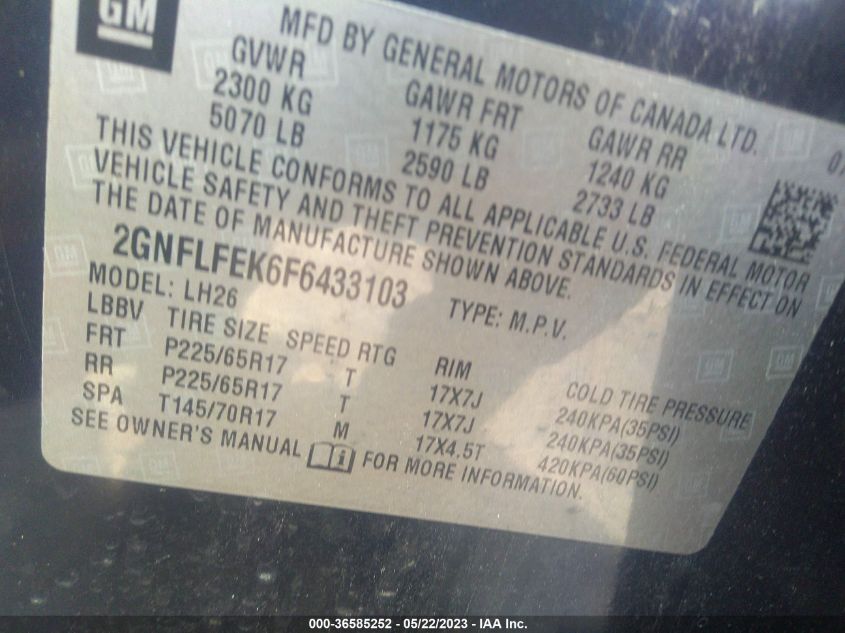 GM
MFD BY GENERAL MOTORS OF CANADA LTD.
GVWR GAWR FRT GAWR RR
2300 KG 1175 KG 1240 KG
5070 LB 2590 LB 2733 LB
THIS VEHICLE CONFORMS TO ALL APPLICABLE U.S. FEDERAL MOTOR
VEHICLE SAFETY AND THEFT PREVENTION STANDARDS IN EFFECT ON
THE DATE OF MANUFACTURE SHOWN ABOVE.
2GNFLFEK6F6433103 TYPE: M.P.V.
MODEL: LH26
LBBV TIRE SIZE SPEED RTG RIM COLD TIRE PRESSURE
FRT P225/65R17 T 17X7J 240KPA(35PSI)
RR P225/65R17 T 17X7J 240KPA(35PSI)
SPA T145/70R17 M 17X4.5T 420KPA(60PSI)
SEE OWNER'S MANUAL i FOR MORE INFORMATION.
000-36585252 - 05/22/2023 - IAA Inc.